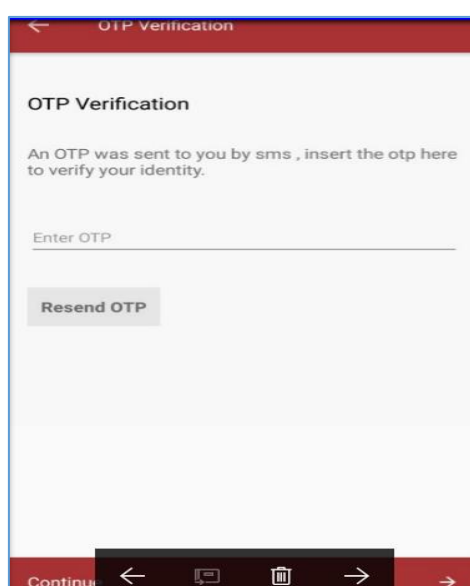 OTP Verification
OTP Verification
An OTP was sent to you by sms , insert the otp here
to verify your identity.
Enter OTP
Resend OTP
Continue